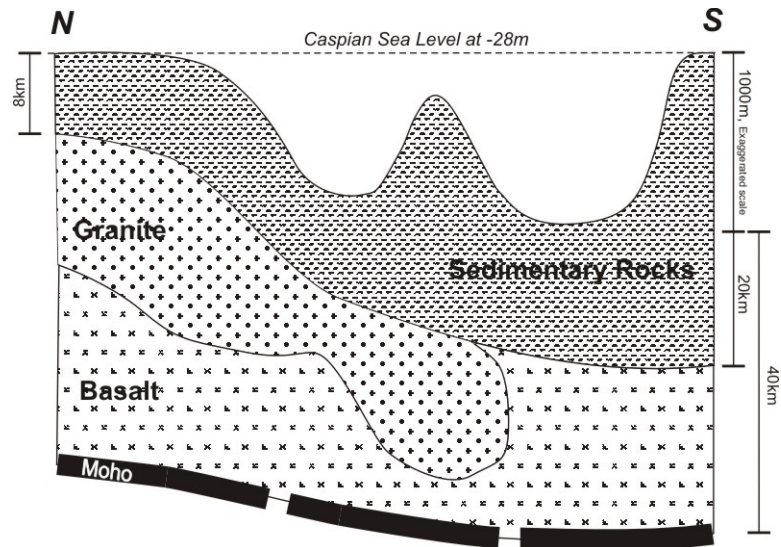 N
S
Caspian Sea Level at -28m
8km
1000m, Exaggerated scale
Granite
Sedimentary Rocks
20km
Basalt
40km
Moho